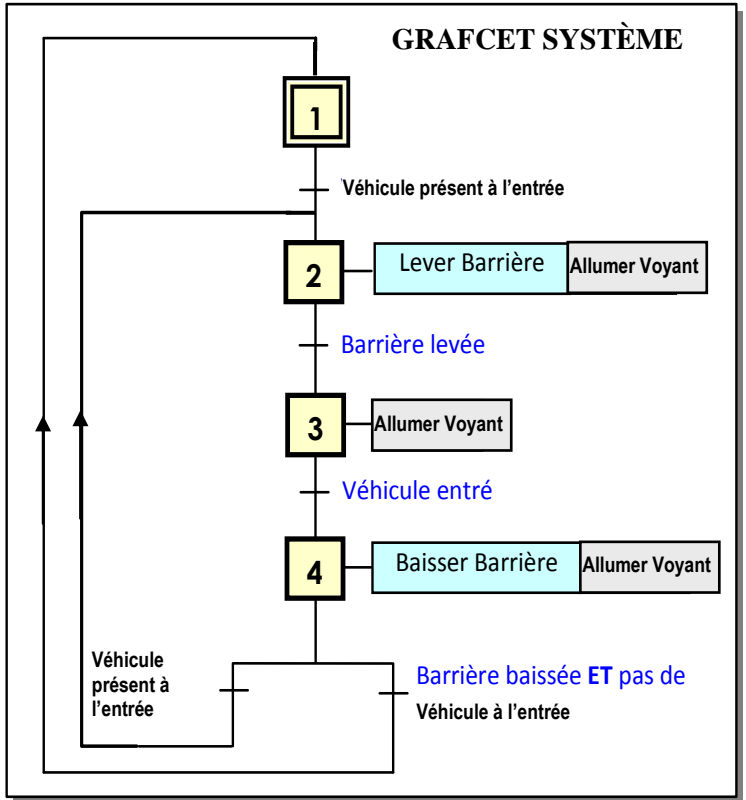 GRAFCET SYSTÈME
1
Véhicule présent à l'entrée
2
Lever Barrière
Allumer Voyant
Barrière levée
3
Allumer Voyant
Véhicule entré
4
Baisser Barrière
Allumer Voyant
Véhicule
présent à
l'entrée
Barrière baissée ET pas de
Véhicule à l'entrée